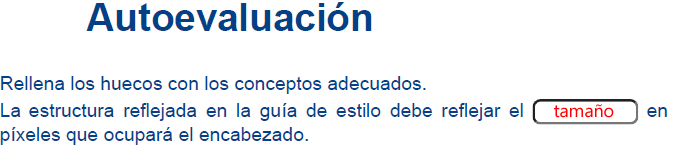 Autoevaluación
Rellena los huecos con los conceptos adecuados.
La estructura reflejada en la guía de estilo debe reflejar el tamaño en
píxeles que ocupará el encabezado.